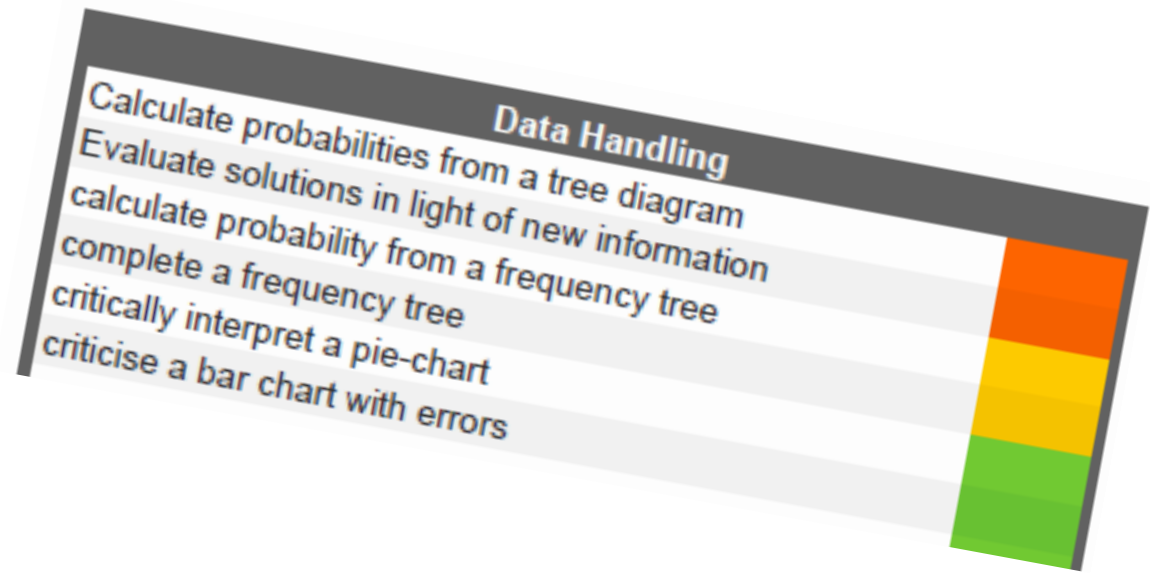 Data Handling
Calculate probabilities from a tree diagram
Evaluate solutions in light of new information
calculate probability from a frequency tree
complete a frequency tree
critically interpret a pie-chart
criticise a bar chart with errors